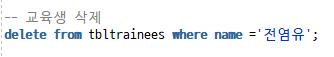 -- 교육생 삭제
delete from tbltrainees where name ='전염유';